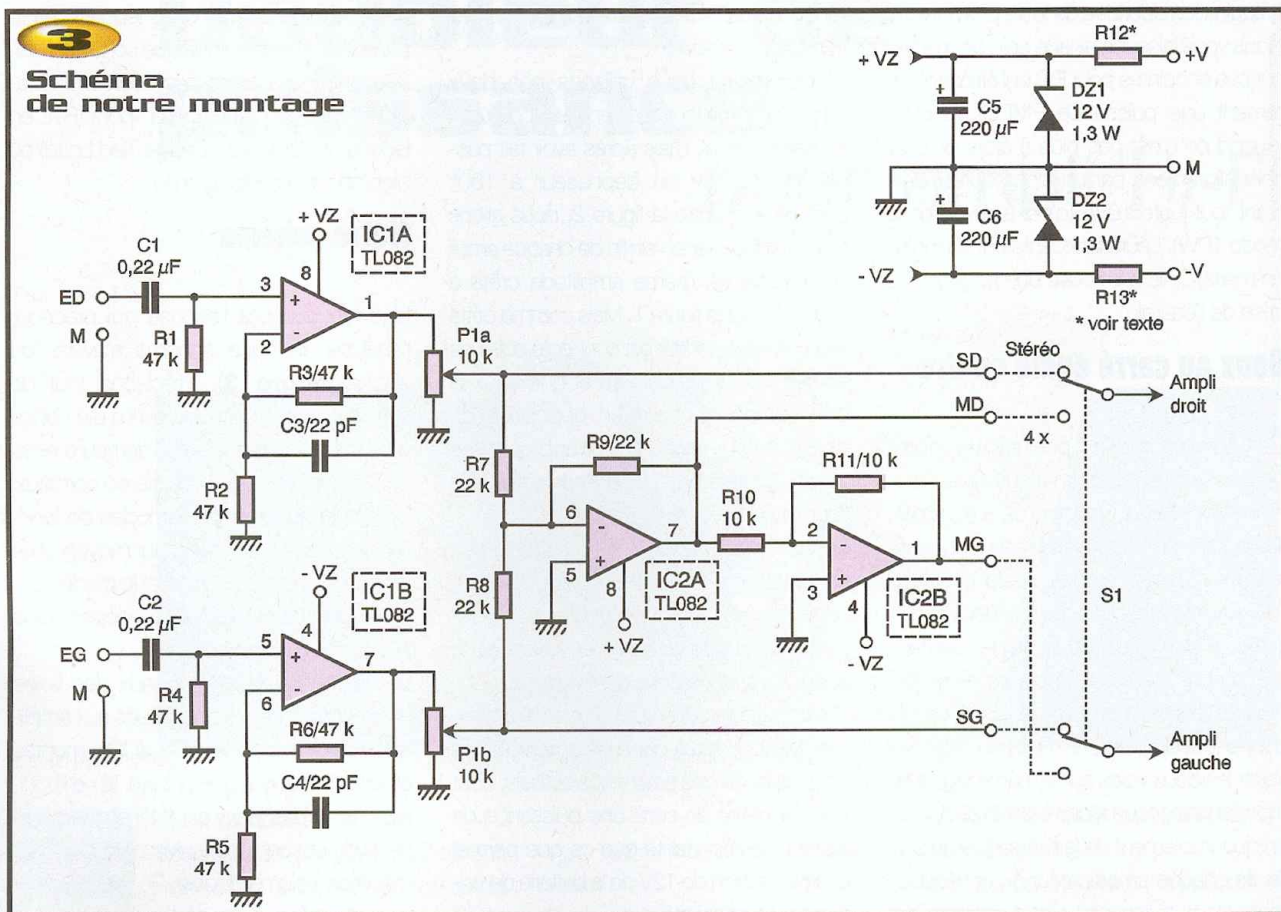 3
Schéma
de notre montage
+ VZ
R12*
+V
C5
220 µF
DZ1
12 V
1,3 W
M
C6
220 µF
DZ2
12 V
1,3 W
- VZ
R13*
-V
* voir texte
ED
M
C1
0,22 µF
R1
47 k
+ VZ
IC1A
TL082
8
3
+
2
-
1
R3/47 k
C3/22 pF
R2
47 k
P1a
10 k
EG
M
C2
0,22 µF
R4
47 k
- VZ
IC1B
TL082
4
5
+
6
-
7
R6/47 k
C4/22 pF
R5
47 k
P1b
10 k
R7
22 k
R8
22 k
R9/22 k
6
-
5
+
7
8
+ VZ
IC2A
TL082
R10
10 k
R11/10 k
2
-
3
+
1
4
- VZ
IC2B
TL082
SD
Stéréo
MD
4 x
Ampli
droit
MG
S1
SG
Ampli
gauche